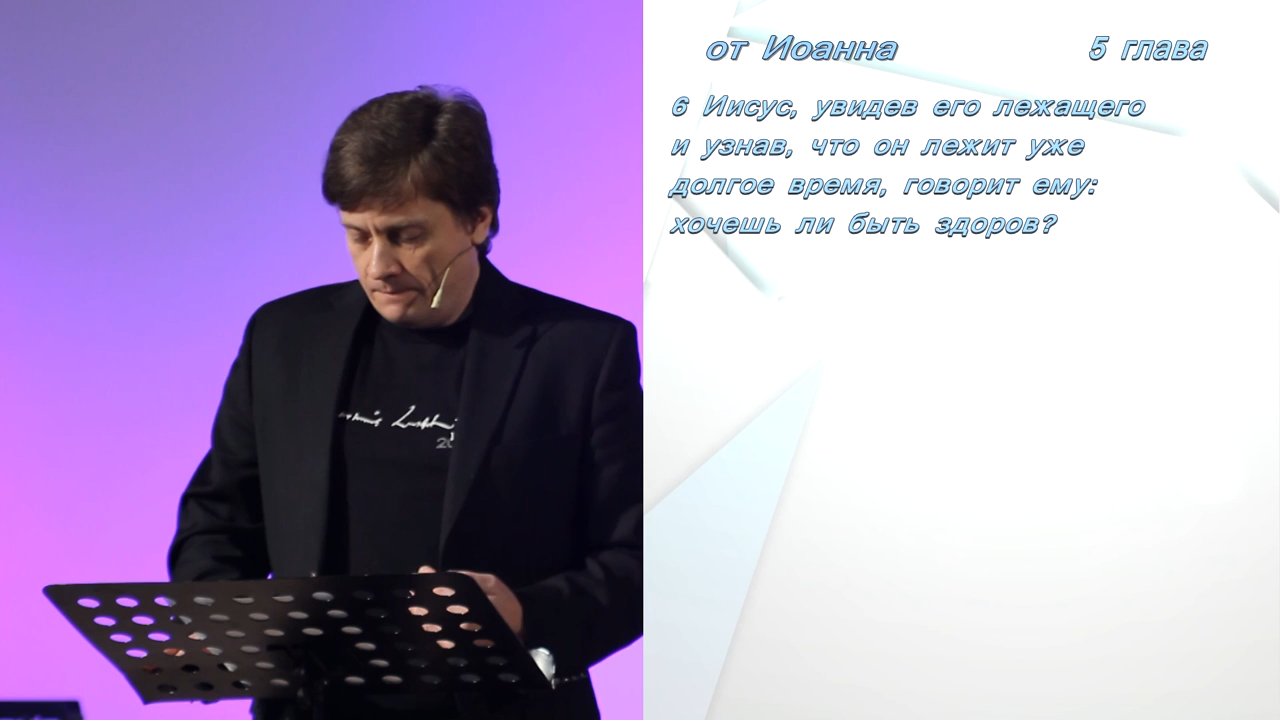 от Иоанна 5 глава
6 Иисус, увидев его лежащего
и узнав, что он лежит уже
долгое время, говорит ему:
хочешь ли быть здоров?